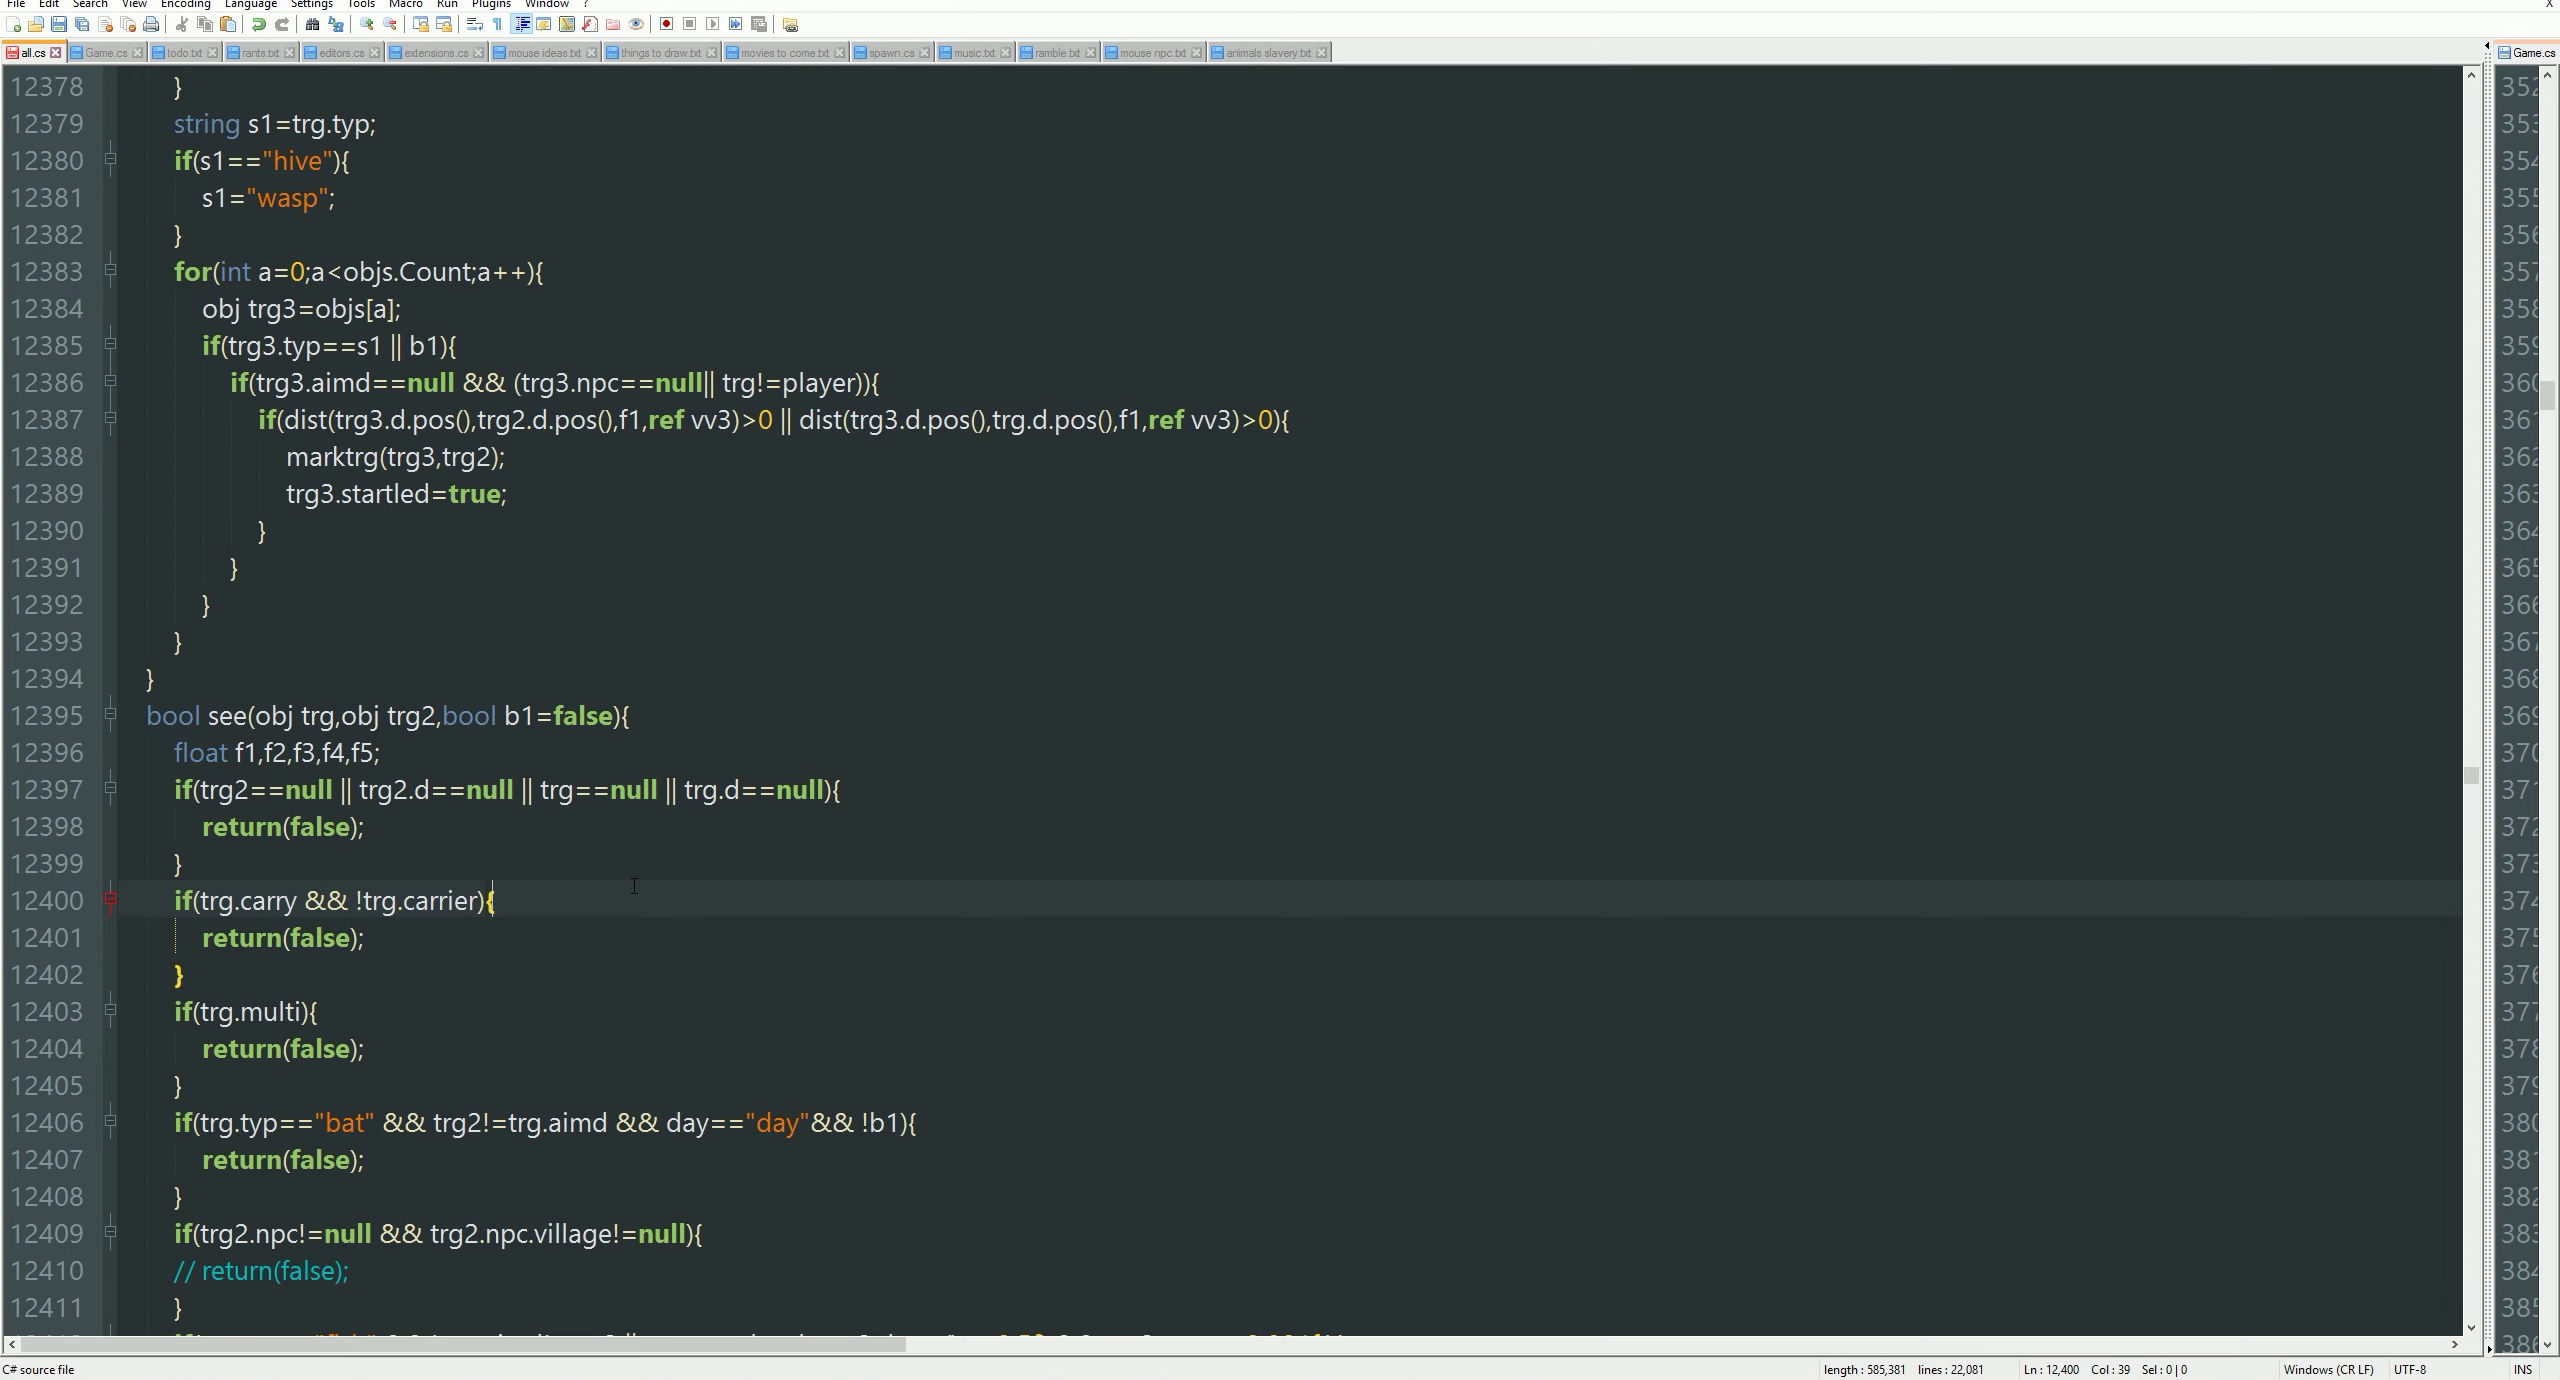 File Edit Search View Encoding Language Settings Tools Macro Run Plugins Window ? X
all.cs Game.cs todo.txt rants.txt editors.cs extensions.cs mouse ideas.txt things to draw.txt movies to come.txt spawn.cs music.txt ramble.txt mouse npc.txt animals slavery.txt Game.cs
12378 }
12379 string s1=trg.typ;
12380 if(s1=="hive"){
12381 s1="wasp";
12382 }
12383 for(int a=0;a<objs.Count;a++){
12384 obj trg3=objs[a];
12385 if(trg3.typ==s1 || b1){
12386 if(trg3.aimd==null && (trg3.npc==null|| trg!=player)){
12387 if(dist(trg3.d.pos(),trg2.d.pos(),f1,ref vv3)>0 || dist(trg3.d.pos(),trg.d.pos(),f1,ref vv3)>0){
12388 marktrg(trg3,trg2);
12389 trg3.startled=true;
12390 }
12391 }
12392 }
12393 }
12394 }
12395 bool see(obj trg,obj trg2,bool b1=false){
12396 float f1,f2,f3,f4,f5;
12397 if(trg2==null || trg2.d==null || trg==null || trg.d==null){
12398 return(false);
12399 }
12400 if(trg.carry && !trg.carrier){
12401 return(false);
12402 }
12403 if(trg.multi){
12404 return(false);
12405 }
12406 if(trg.typ=="bat" && trg2!=trg.aimd && day=="day"&& !b1){
12407 return(false);
12408 }
12409 if(trg2.npc!=null && trg2.npc.village!=null){
12410 // return(false);
12411 }
C# source file length : 585,381 lines : 22,081 Ln : 12,400 Col : 39 Sel : 0 | 0 Windows (CR LF) UTF-8 INS